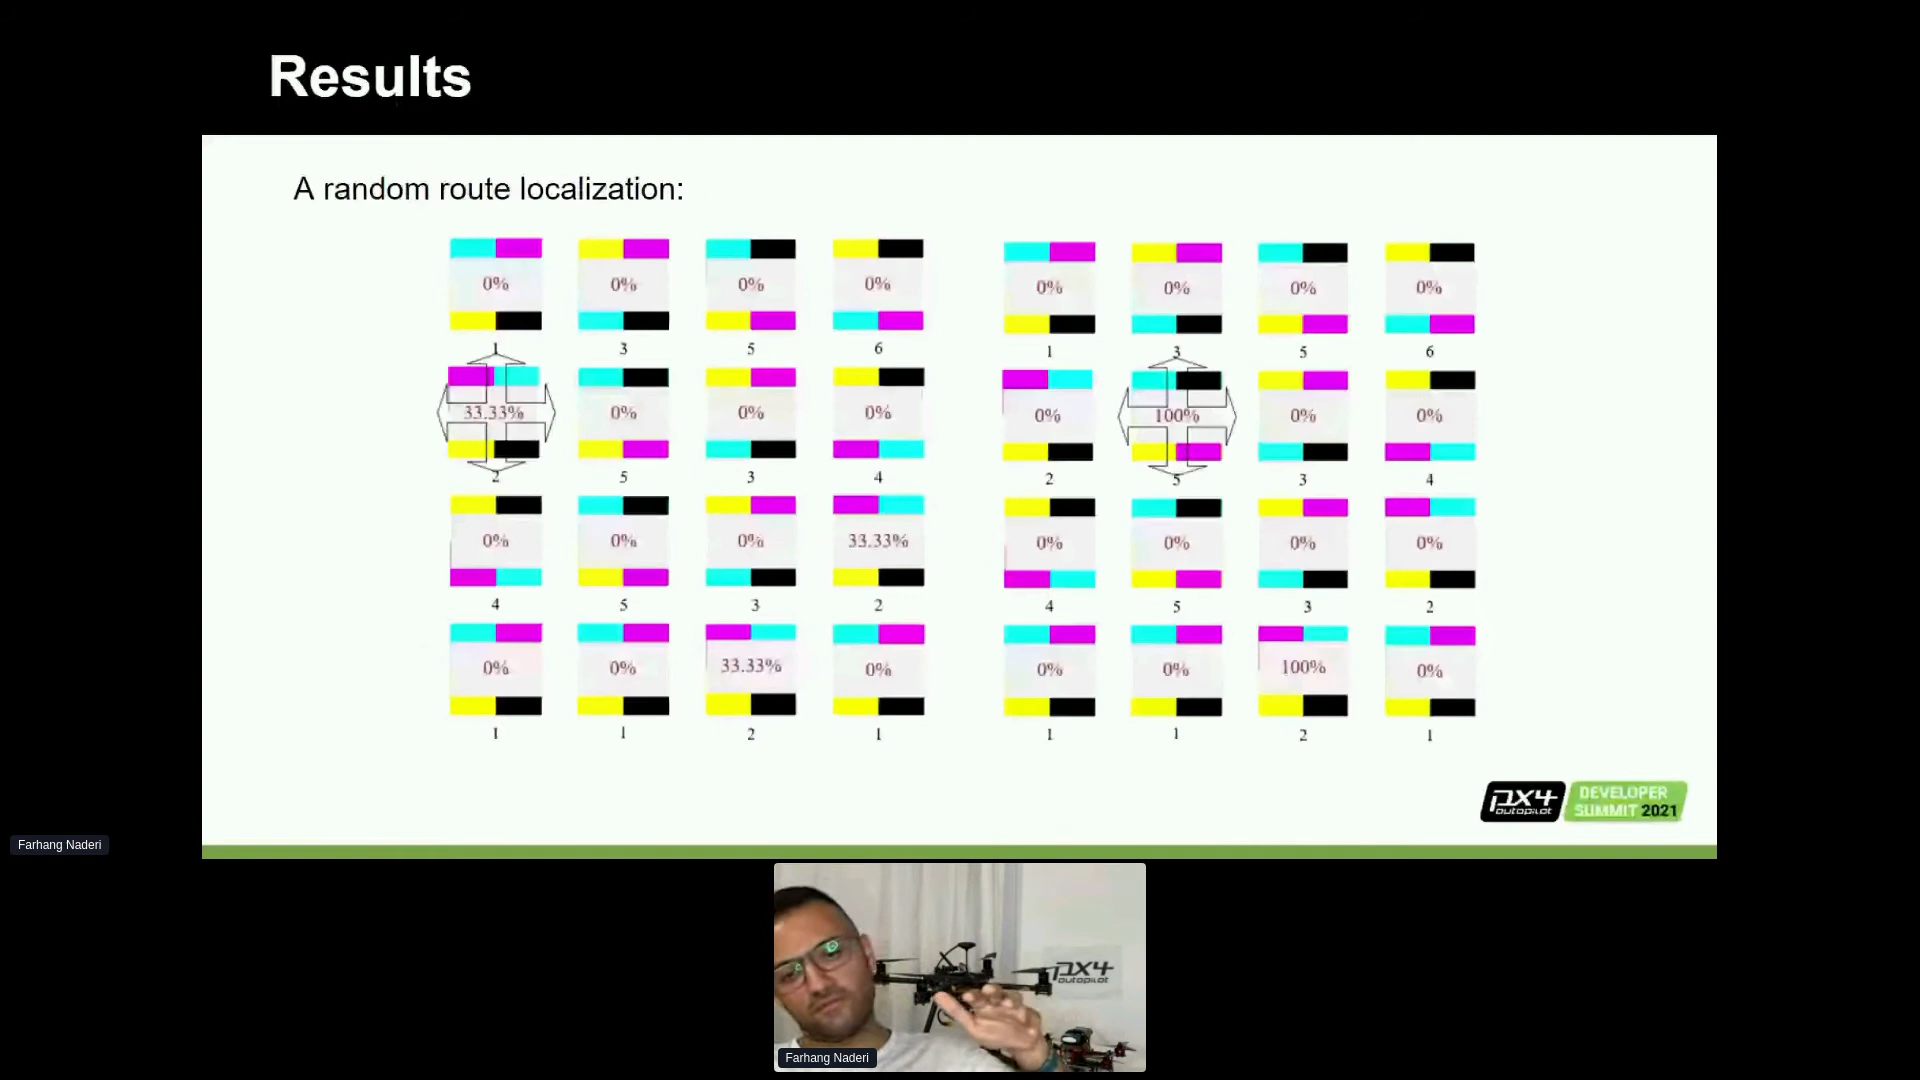 Results
A random route localization:
0% 0% 0% 0%
1 3 5 6
33.33% 0% 0% 0%
2 5 3 4
0% 0% 0% 33.33%
4 5 3 2
0% 0% 33.33% 0%
1 1 2 1
0% 0% 0% 0%
1 3 5 6
0% 100% 0% 0%
2 5 3 4
0% 0% 0% 0%
4 5 3 2
0% 0% 100% 0%
1 1 2 1
px4
autopilot
DEVELOPER
SUMMIT 2021
Farhang Naderi
px4
autopilot
Farhang Naderi